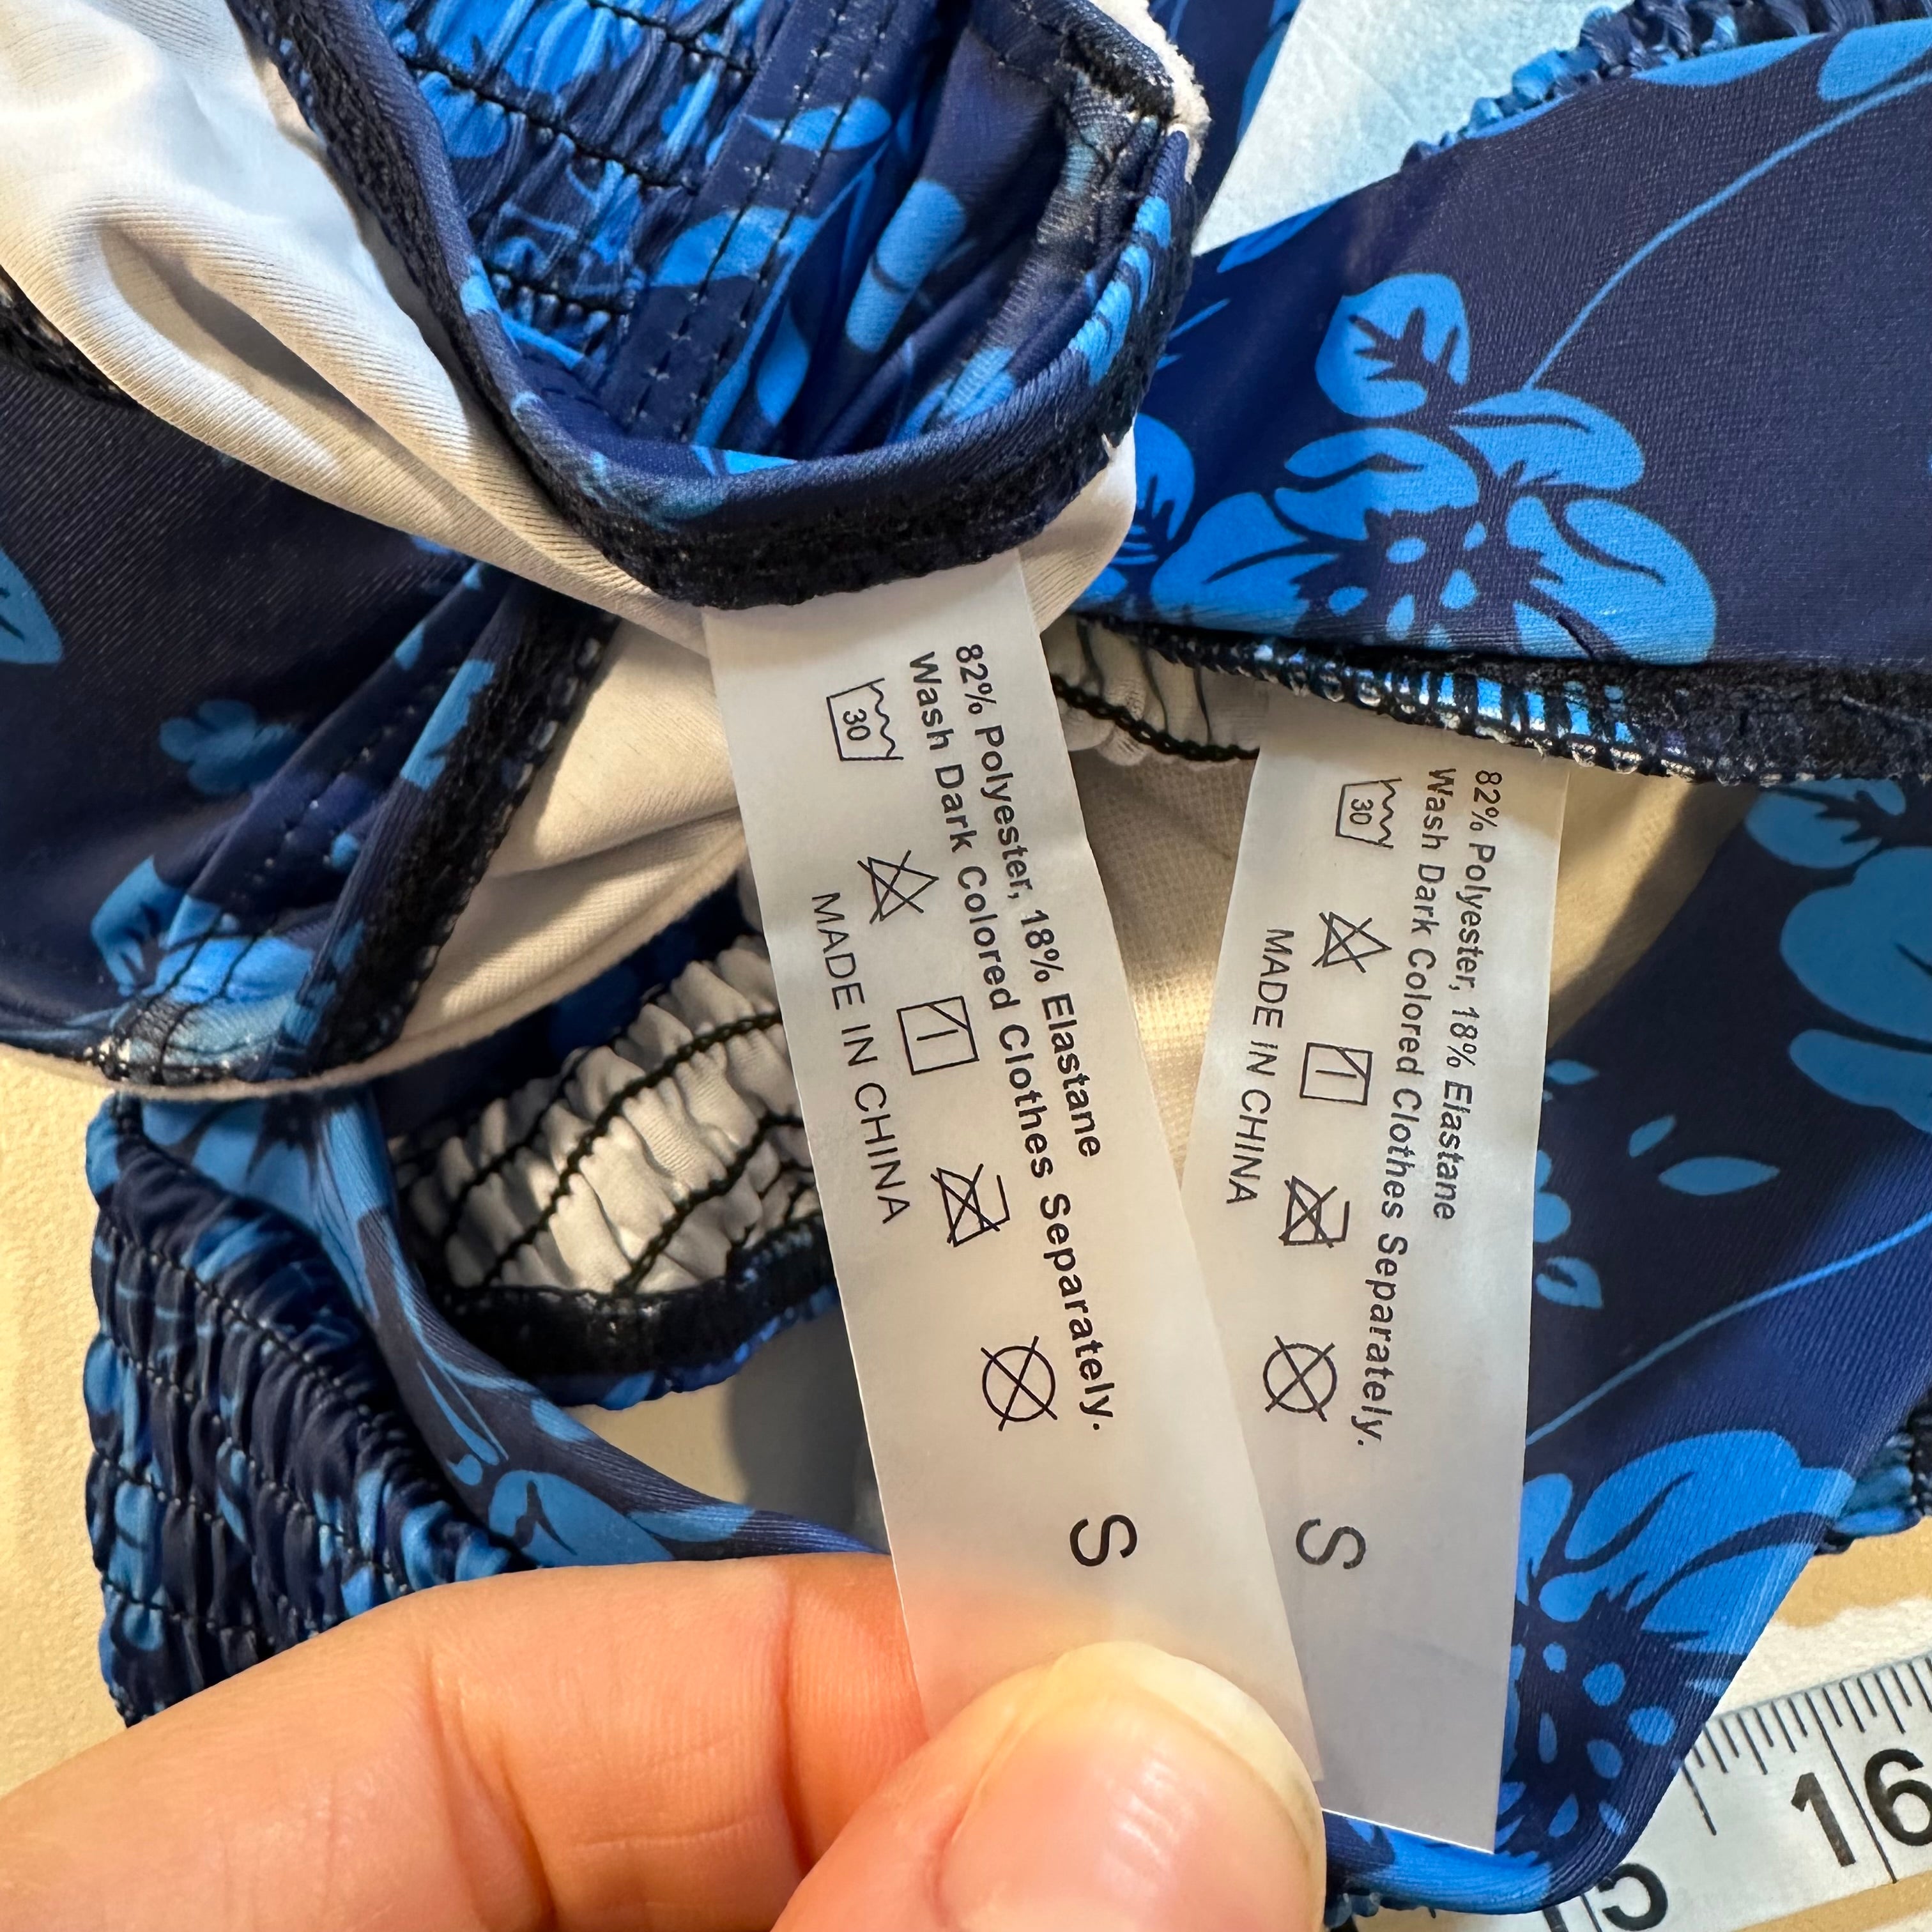 82% Polyester, 18% Elastane
Wash Dark Colored Clothes Separately.
30
MADE IN CHINA
S
82% Polyester, 18% Elastane
Wash Dark Colored Clothes Separately.
30
MADE IN CHINA
S
15
16